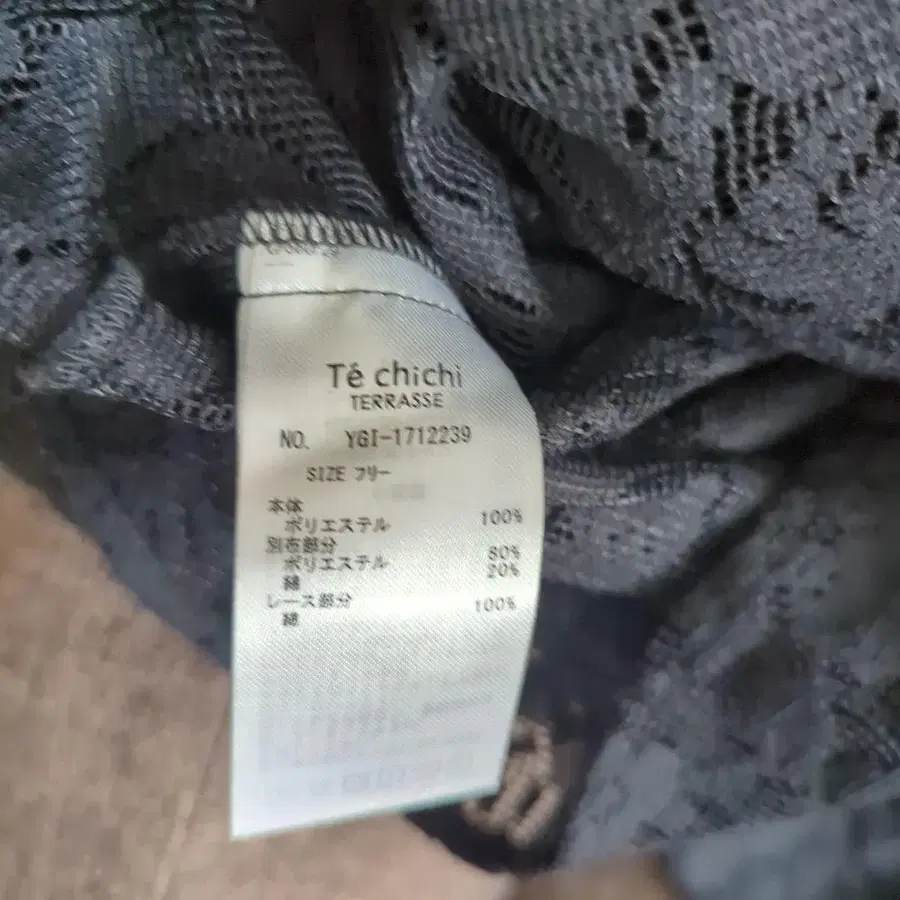 Té chichi
TERRASSE
NO. YGI-1712239
SIZE フリー
本体
ポリエステル 100%
別布部分
ポリエステル 80%
綿 20%
レース部分
綿 100%